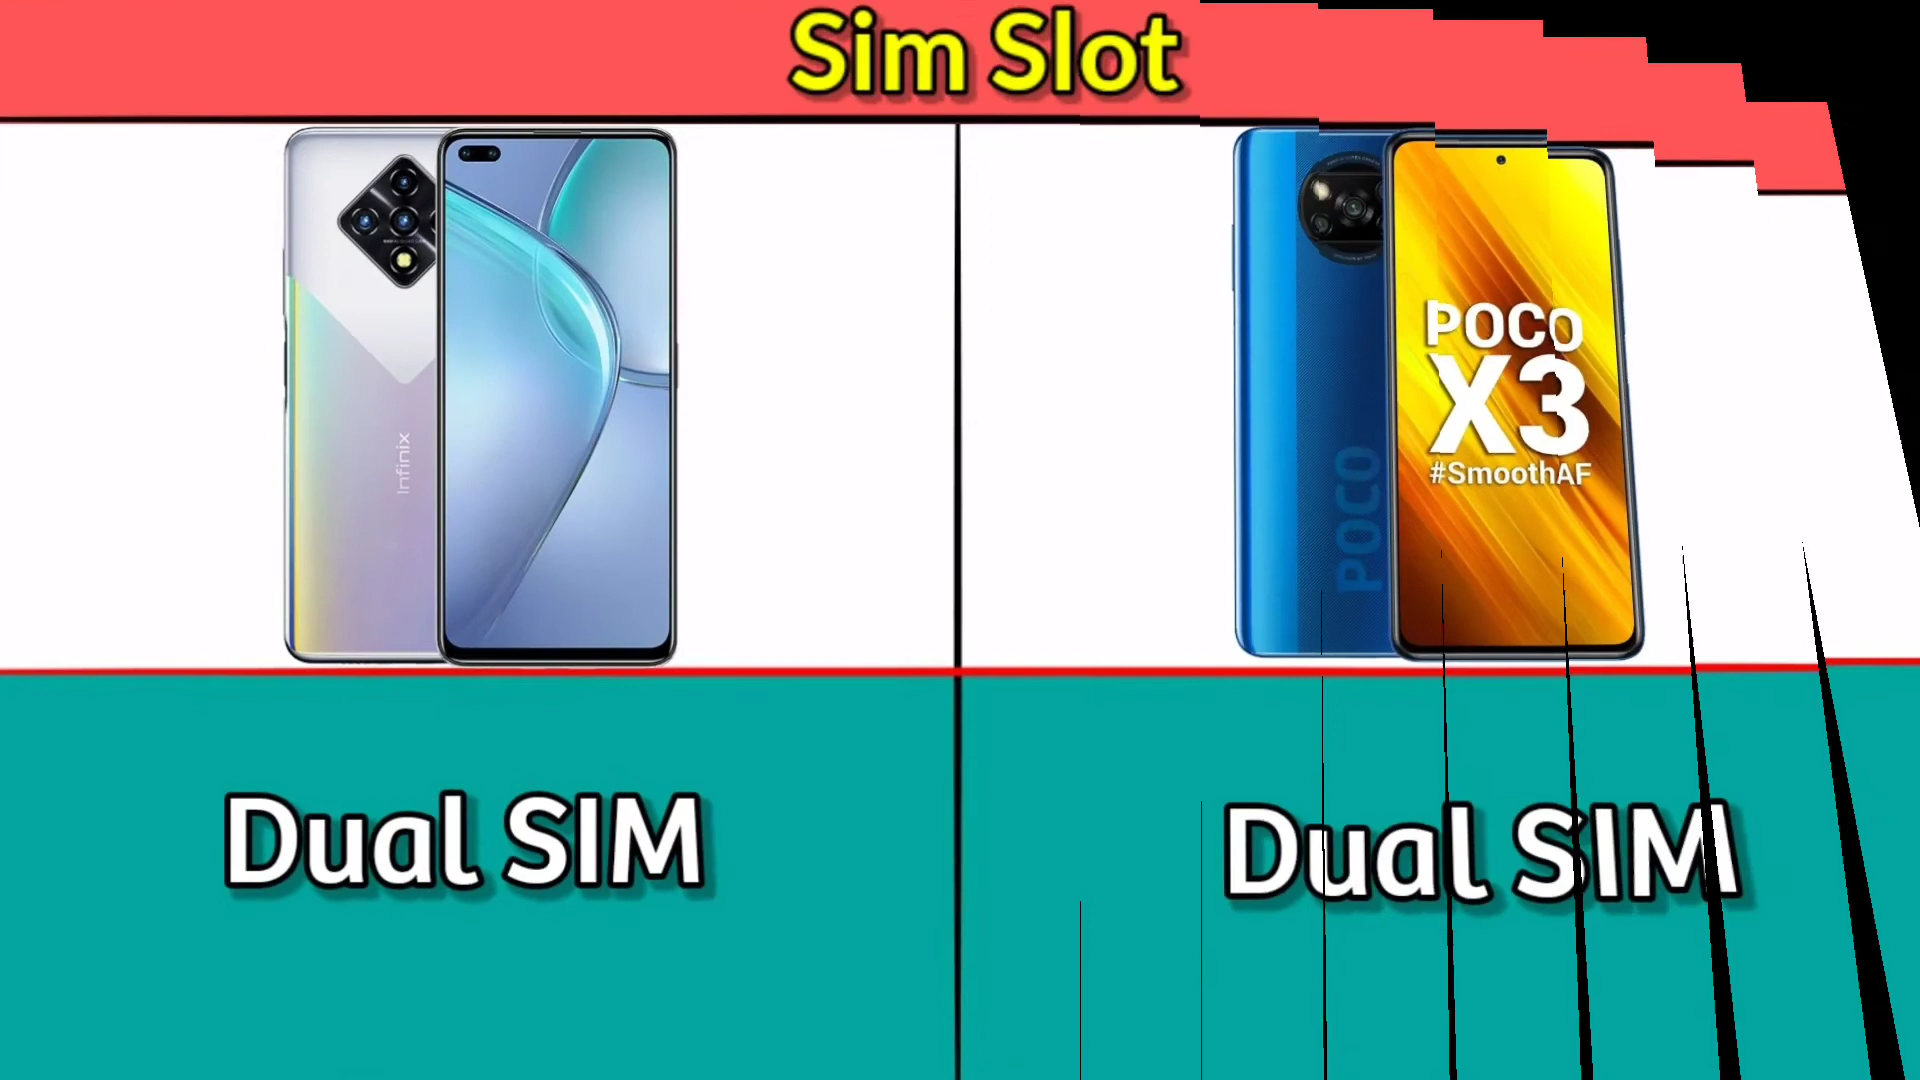 Sim Slot
Infinix
POCO
POCO
X3
#SmoothAF
Dual SIM
Dual SIM